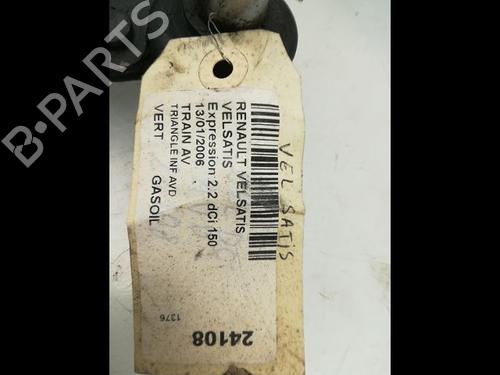 B-PARTS
VEL SATIS
RENAULT VELSATIS
VELSATIS
Expression 2.2 dCi 150
13/01/2006
TRAIN AV
TRIANGLE INF AVD
VERT GASOIL
1376
24108